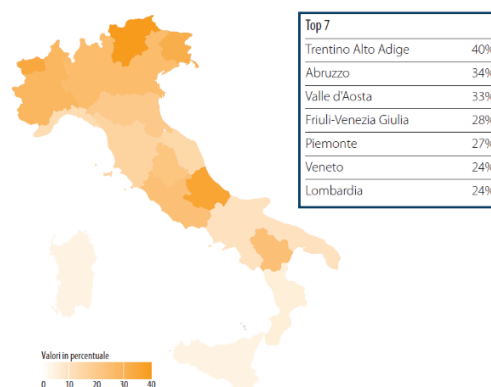 Top 7
Trentino Alto Adige 40%
Abruzzo 34%
Valle d'Aosta 33%
Friuli-Venezia Giulia 28%
Piemonte 27%
Veneto 24%
Lombardia 24%
Valori in percentuale
0 10 20 30 40